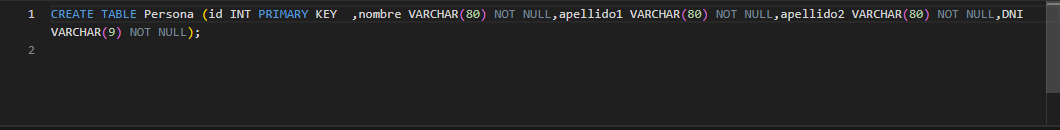 1 CREATE TABLE Persona (id INT PRIMARY KEY  ,nombre VARCHAR(80) NOT NULL,apellido1 VARCHAR(80) NOT NULL,apellido2 VARCHAR(80) NOT NULL,DNI
VARCHAR(9) NOT NULL);
2